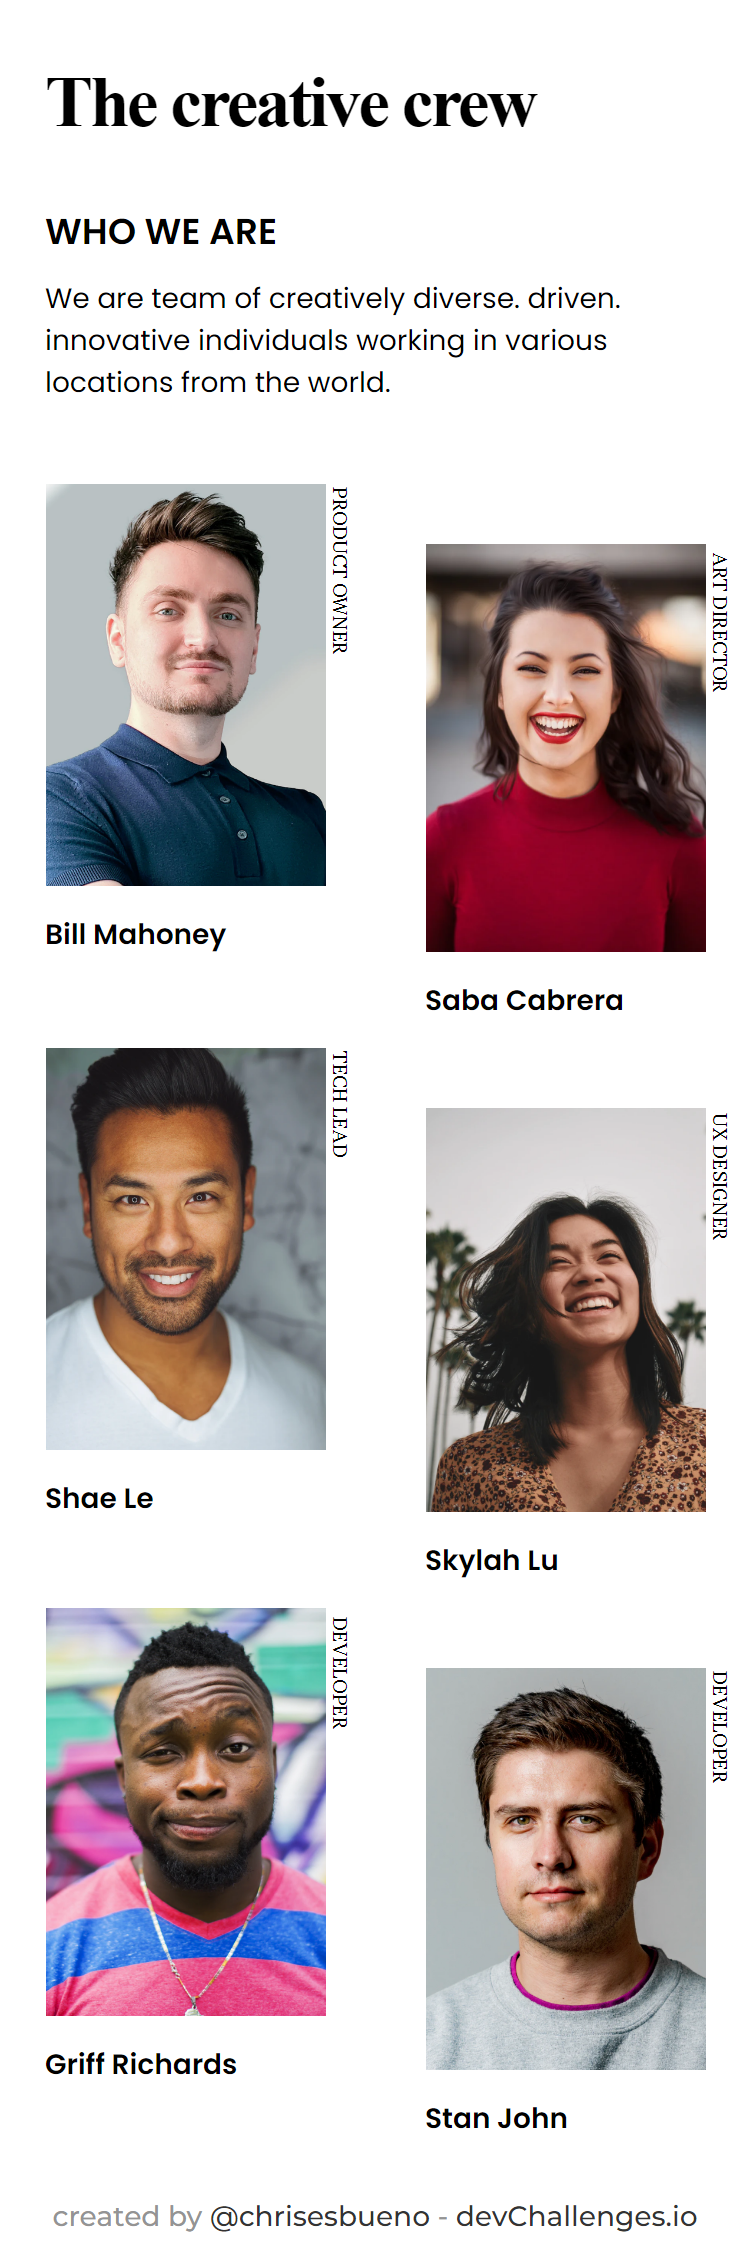 The creative crew
WHO WE ARE
We are team of creatively diverse. driven.
innovative individuals working in various
locations from the world.
PRODUCT OWNER
Bill Mahoney
ART DIRECTOR
Saba Cabrera
TECH LEAD
Shae Le
UX DESIGNER
Skylah Lu
DEVELOPER
Griff Richards
DEVELOPER
Stan John
created by @chrisesbueno - devChallenges.io